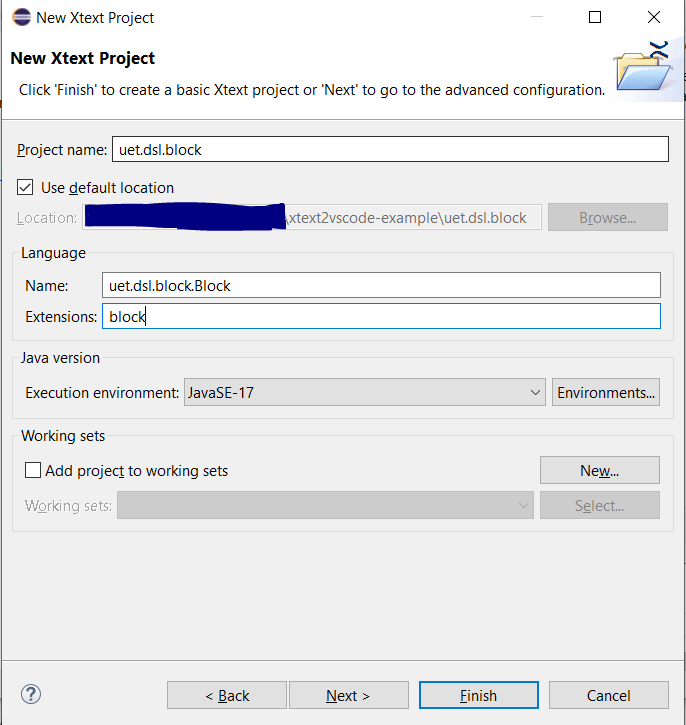 New Xtext Project
New Xtext Project
Click 'Finish' to create a basic Xtext project or 'Next' to go to the advanced configuration.
Project name: uet.dsl.block
Use default location
Location: \xtext2vscode-example\uet.dsl.block Browse...
Language
Name: uet.dsl.block.Block
Extensions: block
Java version
Execution environment: JavaSE-17 Environments...
Working sets
Add project to working sets New...
Working sets: Select...
? < Back Next > Finish Cancel